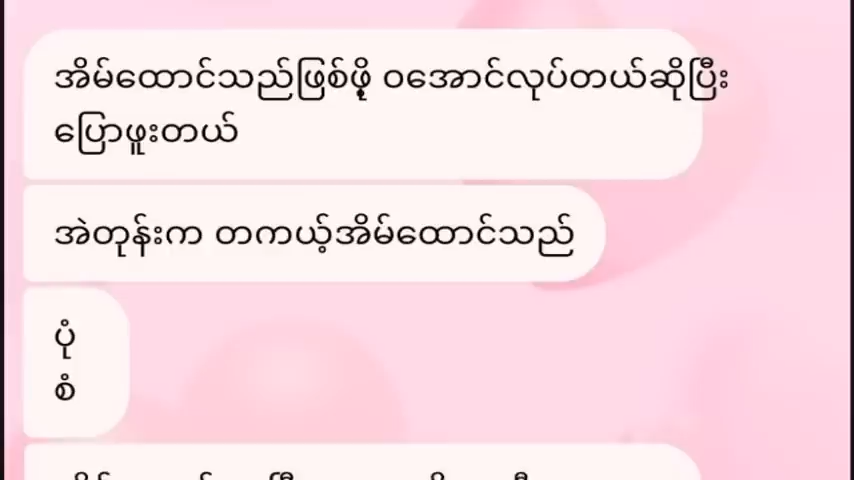 အိမ်ထောင်သည်ဖြစ်ဖို့ ဝအောင်လုပ်တယ်ဆိုပြီး
ပြောဖူးတယ်
အဲတုန်းက တကယ့်အိမ်ထောင်သည်
ပုံ
စံ